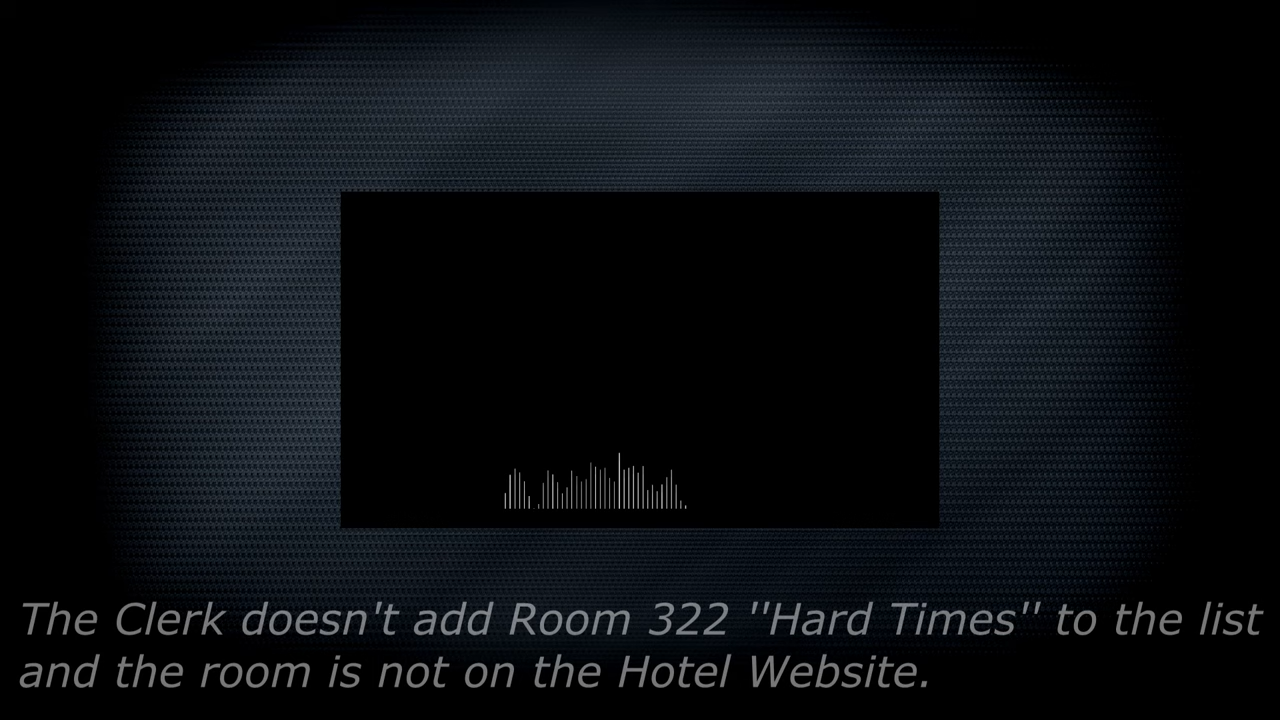 The Clerk doesn't add Room 322 ''Hard Times'' to the list
and the room is not on the Hotel Website.